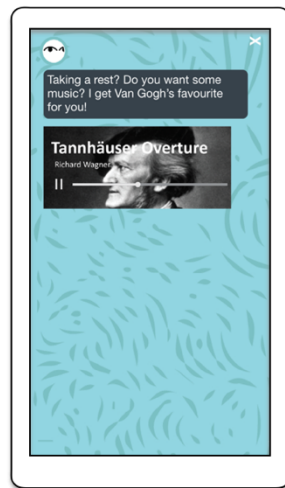 Taking a rest? Do you want some
music? I get Van Gogh's favourite
for you!
Tannhäuser Overture
Richard Wagner